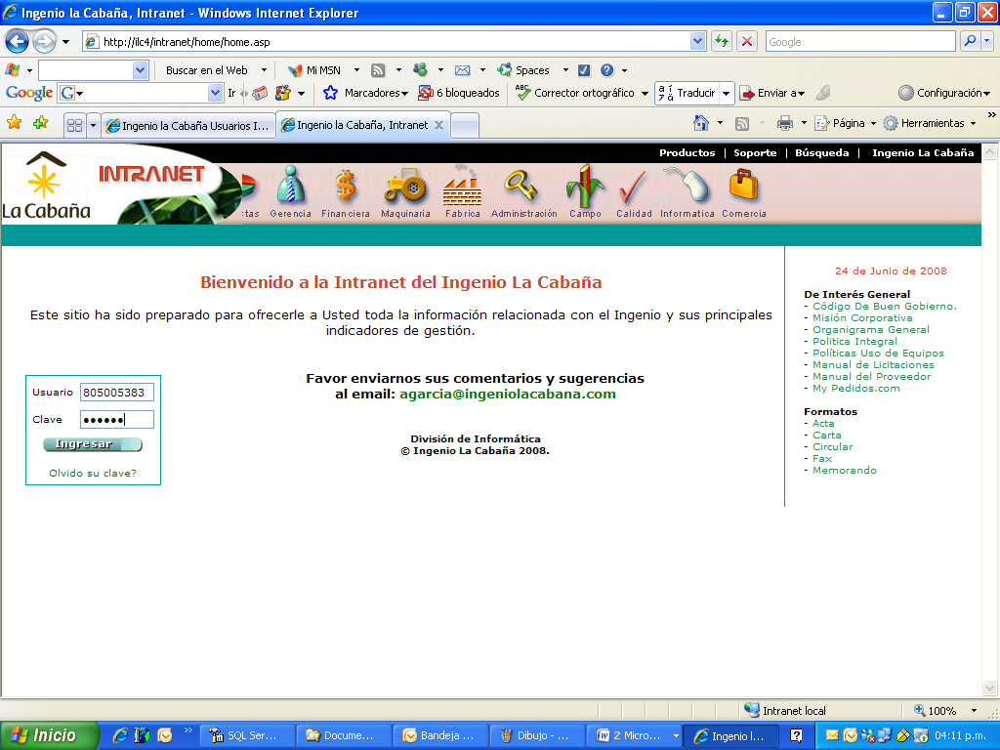 Ingenio la Cabaña, Intranet - Windows Internet Explorer
http://ilc4/intranet/home/home.asp
Google
Buscar en el Web
Mi MSN
Spaces
Google
G
Ir
Marcadores
6 bloqueados
ABC
Corrector ortográfico
Traducir
Enviar a
Configuración
Ingenio la Cabaña Usuarios I...
Ingenio la Cabaña, Intranet
Página
Herramientas
Productos | Soporte | Búsqueda | Ingenio La Cabaña
La Cabaña
INTRANET
:tas Gerencia Financiera Maquinaria Fabrica Administración Campo Calidad Informatica Comercia
Bienvenido a la Intranet del Ingenio La Cabaña
Este sitio ha sido preparado para ofrecerle a Usted toda la información relacionada con el Ingenio y sus principales
indicadores de gestión.
Usuario 805005383
Clave ●●●●●●
Ingresar
Olvido su clave?
Favor enviarnos sus comentarios y sugerencias
al email: agarcia@ingeniolacabana.com
División de Informática
© Ingenio La Cabaña 2008.
24 de Junio de 2008
De Interés General
- Código De Buen Gobierno.
- Misión Corporativa
- Organigrama General
- Politica Integral
- Políticas Uso de Equipos
- Manual de Licitaciones
- Manual del Proveedor
- My Pedidos.com
Formatos
- Acta
- Carta
- Circular
- Fax
- Memorando
Intranet local
100%
Inicio
SQL Ser...
Docume...
Bandeja ...
Dibujo - ...
2 Micro...
Ingenio l...
04:11 p.m.